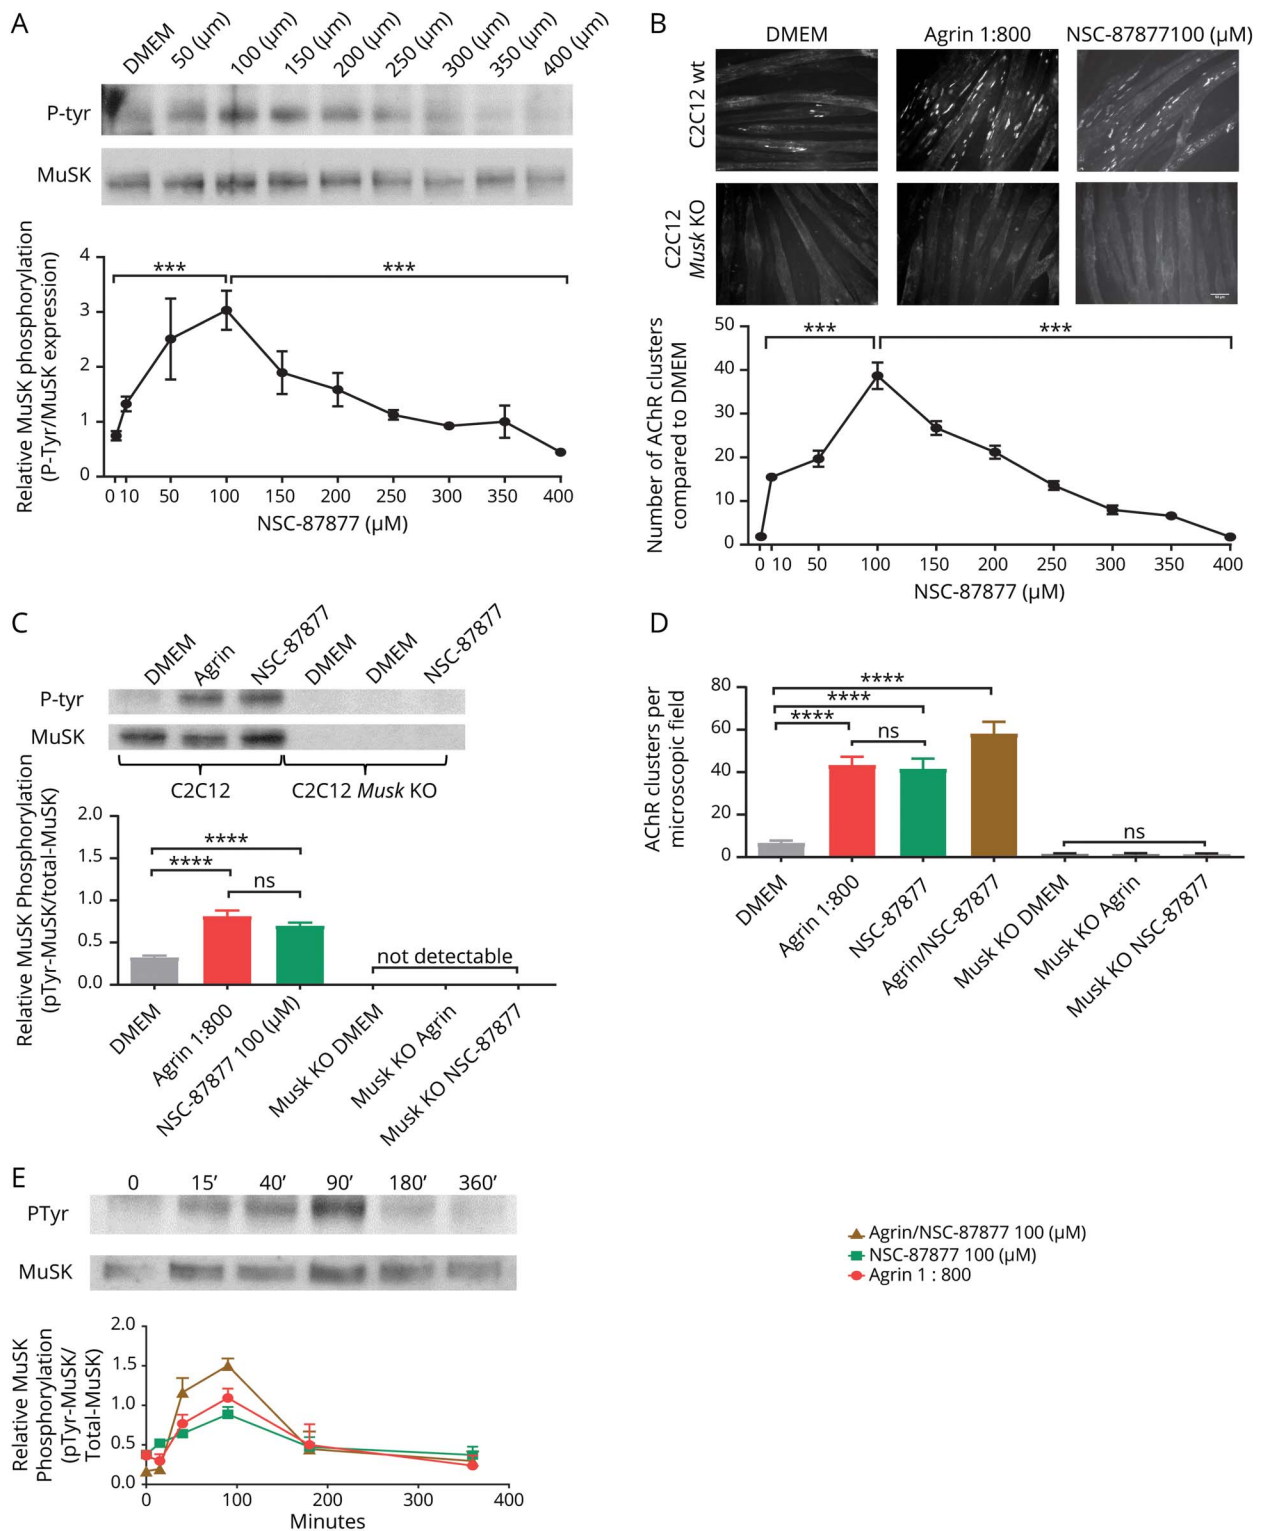 A
DMEM
50 (μm)
100 (μm)
150 (μm)
200 (μm)
250 (μm)
300 (μm)
350 (μm)
400 (μm)
P-tyr
MuSK
Relative MuSK phosphorylation
(P-Tyr/MuSK expression)
4
3
2
1
0
***
***
0 10 50 100 150 200 250 300 350 400
NSC-87877 (μM)
B
DMEM
Agrin 1:800
NSC-87877100 (μM)
C2C12 wt
C2C12
Musk KO
Number of AChR clusters
compared to DMEM
50
40
30
20
10
0
***
***
0 10 50 100 150 200 250 300 350 400
NSC-87877 (μM)
C
DMEM
Agrin
NSC-87877
DMEM
DMEM
NSC-87877
P-tyr
MuSK
C2C12
C2C12 Musk KO
Relative MuSK Phosphorylation
(pTyr-MuSK/total-MuSK)
2.0
1.5
1.0
0.5
0.0
****
****
ns
not detectable
DMEM
Agrin 1:800
NSC-87877 100 (μM)
Musk KO DMEM
Musk KO Agrin
Musk KO NSC-87877
D
AChR clusters per
microscopic field
80
60
40
20
0
****
****
****
ns
ns
DMEM
Agrin 1:800
NSC-87877
Agrin/NSC-87877
Musk KO DMEM
Musk KO Agrin
Musk KO NSC-87877
E
0 15′ 40′ 90′ 180′ 360′
PTyr
MuSK
Relative MuSK
Phosphorylation
(pTyr-MuSK/
Total-MuSK)
2.0
1.5
1.0
0.5
0.0
0 100 200 300 400
Minutes
Agrin/NSC-87877 100 (μM)
NSC-87877 100 (μM)
Agrin 1 : 800